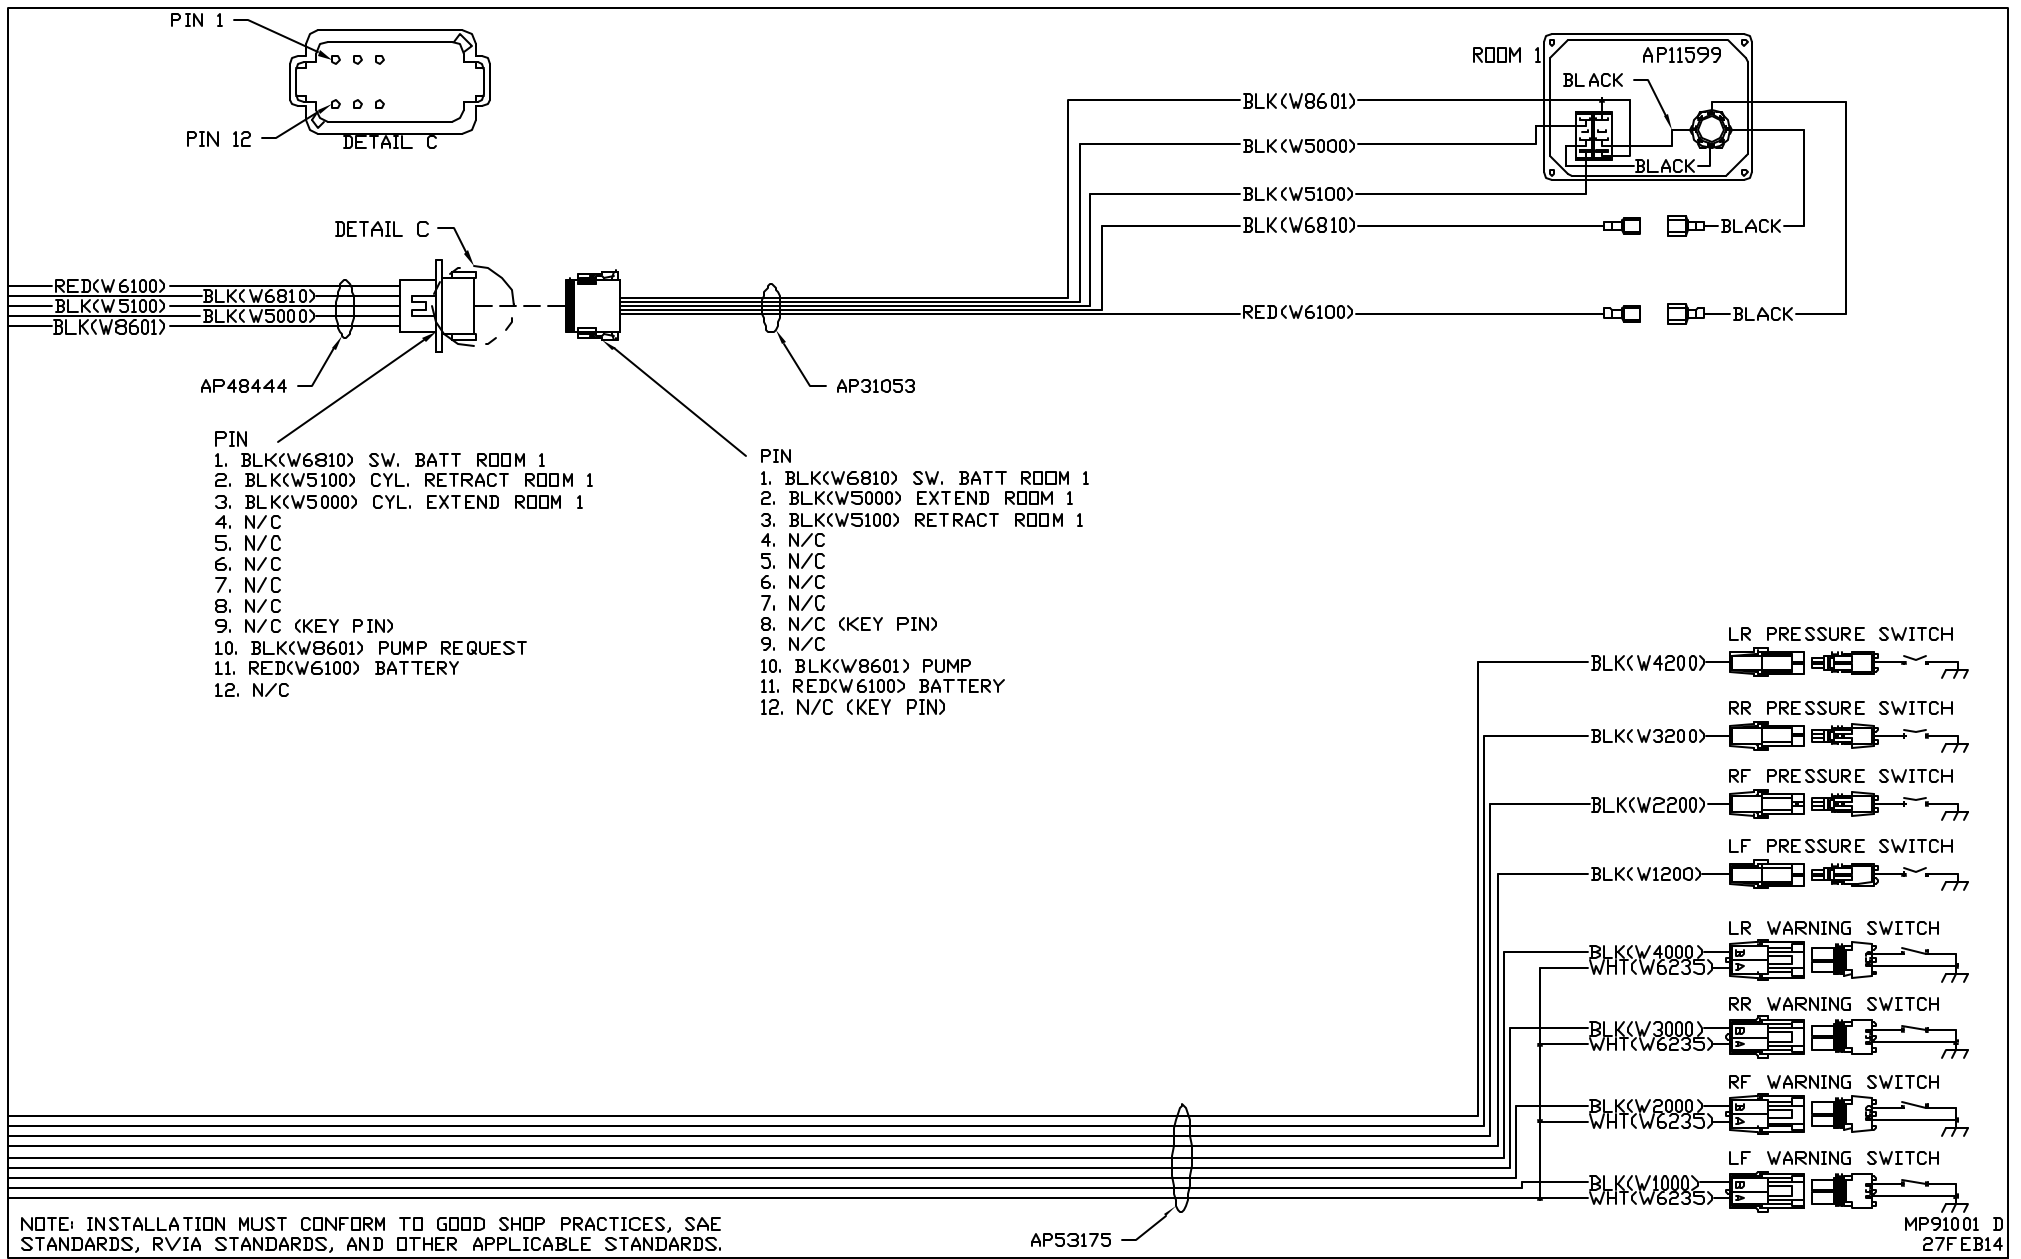 PIN 1
PIN 12
DETAIL C
ROOM 1
AP11599
BLACK
BLK(W8601)
BLK(W5000)
BLACK
BLK(W5100)
BLK(W6810)
BLACK
DETAIL C
RED(W6100)
BLK(W6810)
BLK(W5100)
BLK(W5000)
BLK(W8601)
RED(W6100)
BLACK
AP48444
AP31053
PIN
1. BLK(W6810) SW. BATT ROOM 1
2. BLK(W5100) CYL. RETRACT ROOM 1
3. BLK(W5000) CYL. EXTEND ROOM 1
4. N/C
5. N/C
6. N/C
7. N/C
8. N/C
9. N/C (KEY PIN)
10. BLK(W8601) PUMP REQUEST
11. RED(W6100) BATTERY
12. N/C
PIN
1. BLK(W6810) SW. BATT ROOM 1
2. BLK(W5000) EXTEND ROOM 1
3. BLK(W5100) RETRACT ROOM 1
4. N/C
5. N/C
6. N/C
7. N/C
8. N/C (KEY PIN)
9. N/C
10. BLK(W8601) PUMP
11. RED(W6100) BATTERY
12. N/C (KEY PIN)
LR PRESSURE SWITCH
BLK(W4200)
RR PRESSURE SWITCH
BLK(W3200)
RF PRESSURE SWITCH
BLK(W2200)
LF PRESSURE SWITCH
BLK(W1200)
LR WARNING SWITCH
BLK(W4000)
B
WHT(W6235)
A
RR WARNING SWITCH
BLK(W3000)
B
WHT(W6235)
A
RF WARNING SWITCH
BLK(W2000)
B
WHT(W6235)
A
LF WARNING SWITCH
BLK(W1000)
B
WHT(W6235)
A
AP53175
NOTE: INSTALLATION MUST CONFORM TO GOOD SHOP PRACTICES, SAE
STANDARDS, RVIA STANDARDS, AND OTHER APPLICABLE STANDARDS.
MP91001 D
27FEB14